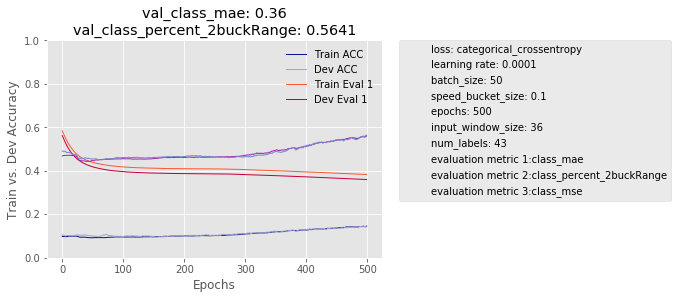 val_class_mae: 0.36
val_class_percent_2buckRange: 0.5641
Train vs. Dev Accuracy
1.0
0.8
0.6
0.4
0.2
0.0
0
100
200
300
400
500
Epochs
Train ACC
Dev ACC
Train Eval 1
Dev Eval 1
loss: categorical_crossentropy
learning rate: 0.0001
batch_size: 50
speed_bucket_size: 0.1
epochs: 500
input_window_size: 36
num_labels: 43
evaluation metric 1:class_mae
evaluation metric 2:class_percent_2buckRange
evaluation metric 3:class_mse